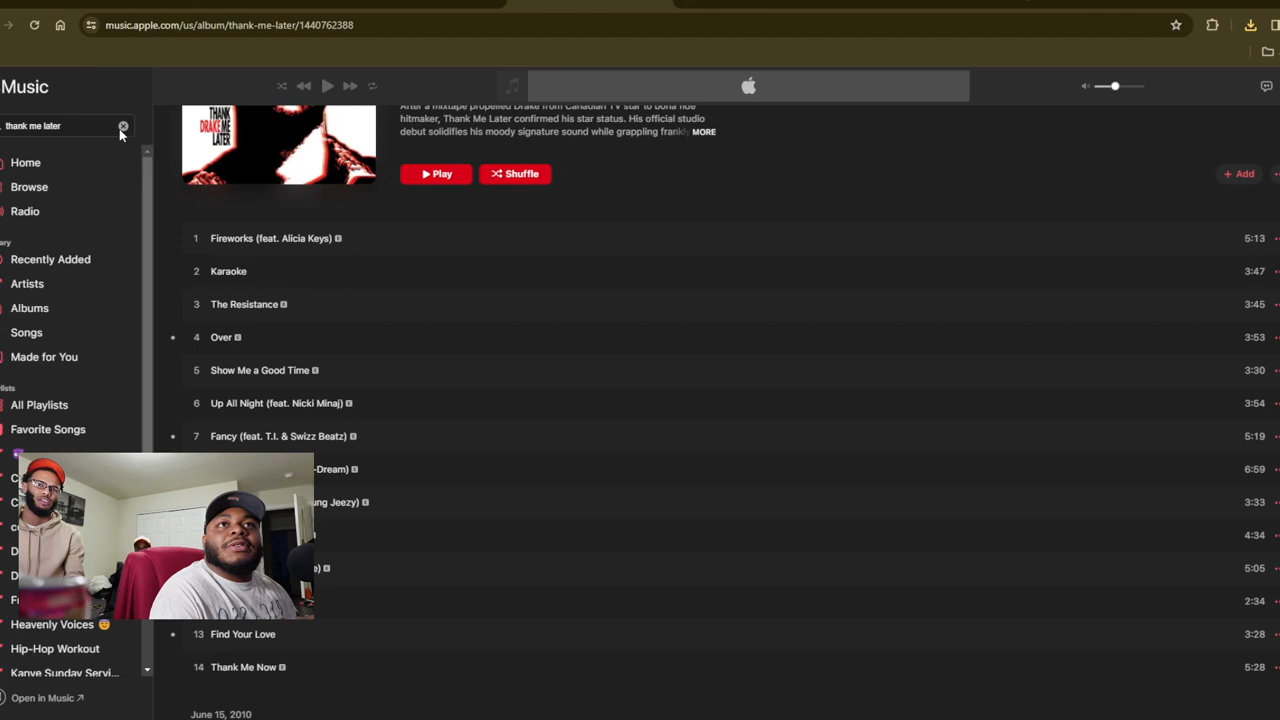 music.apple.com/us/album/thank-me-later/1440762388
Music
thank me later
Home
Browse
Radio
Recently Added
Artists
Albums
Songs
Made for You
All Playlists
Favorite Songs
Heavenly Voices
Hip-Hop Workout
Kanye Sunday Servi...
Open in Music ↗
THANK
DRAKE ME
LATER
After a mixtape propelled Drake from Canadian TV star to bona fide
hitmaker, Thank Me Later confirmed his star status. His official studio
debut solidifies his moody signature sound while grappling frankly MORE
Play
Shuffle
+ Add
1 Fireworks (feat. Alicia Keys) E 5:13
2 Karaoke 3:47
3 The Resistance E 3:45
4 Over E 3:53
5 Show Me a Good Time E 3:30
6 Up All Night (feat. Nicki Minaj) E 3:54
7 Fancy (feat. T.I. & Swizz Beatz) E 5:19
-Dream) E 6:59
ung Jeezy) E 3:33
4:34
e) E 5:05
2:34
13 Find Your Love 3:28
14 Thank Me Now E 5:28
June 15, 2010